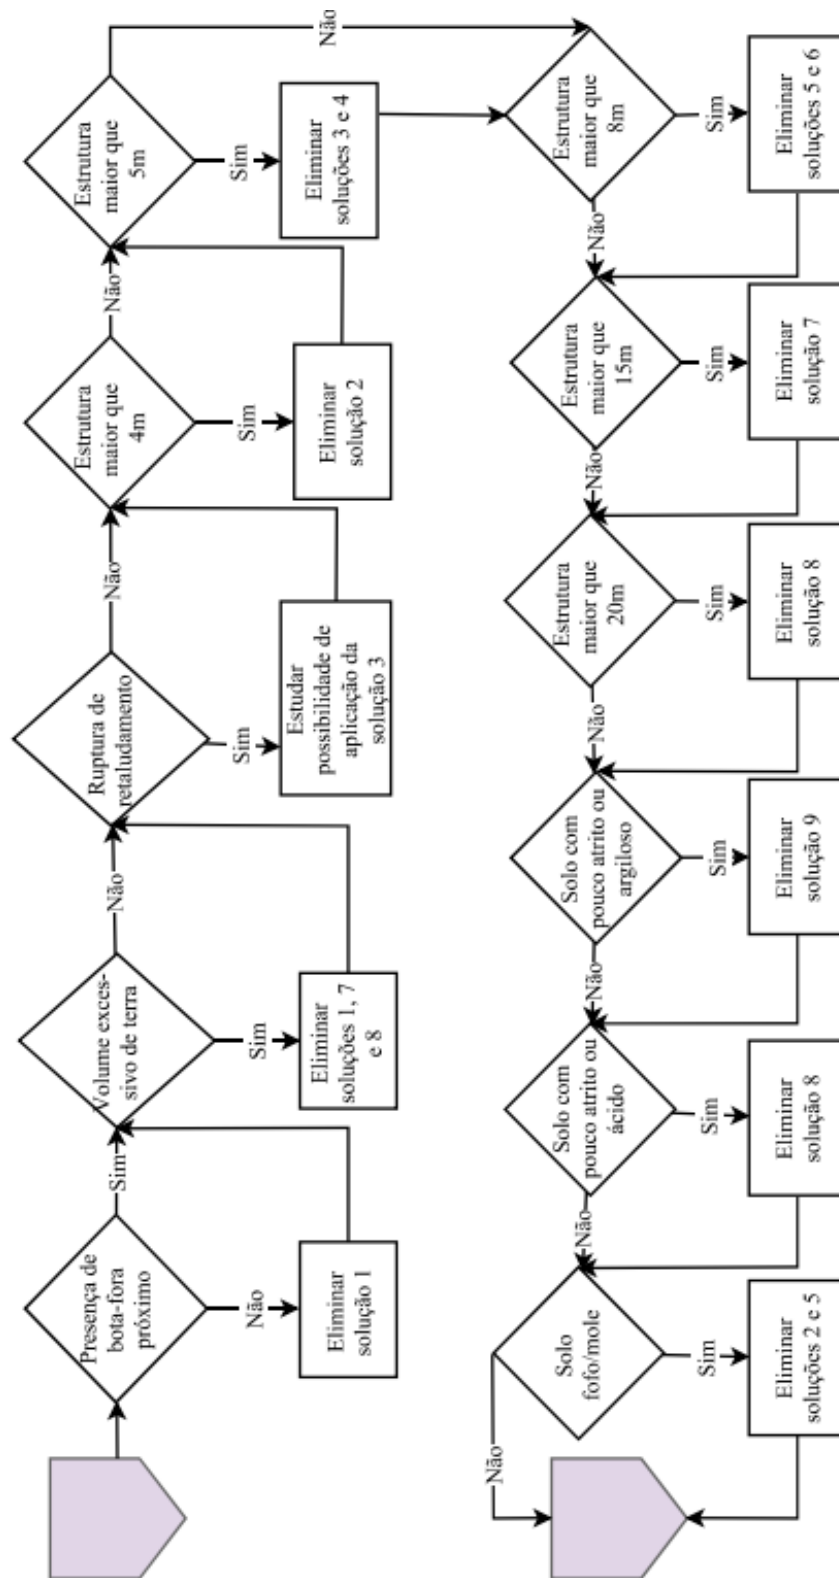 Presença de
bota-fora
próximo
Sim
Não
Eliminar
solução 1
Volume exces-
sivo de terra
Não
Sim
Eliminar
soluções 1, 7
e 8
Ruptura de
retaludamento
Não
Sim
Estudar
possibilidade de
aplicação da
solução 3
Estrutura
maior que
4m
Não
Sim
Eliminar
solução 2
Estrutura
maior que
5m
Não
Sim
Eliminar
soluções 3 e 4
Estrutura
maior que
8m
Não
Sim
Eliminar
soluções 5 e 6
Estrutura
maior que
15m
Não
Sim
Eliminar
solução 7
Estrutura
maior que
20m
Não
Sim
Eliminar
solução 8
Solo com
pouco atrito ou
argiloso
Não
Sim
Eliminar
solução 9
Solo com
pouco atrito ou
ácido
Não
Sim
Eliminar
solução 8
Solo
fofo/mole
Não
Sim
Eliminar
soluções 2 e 5